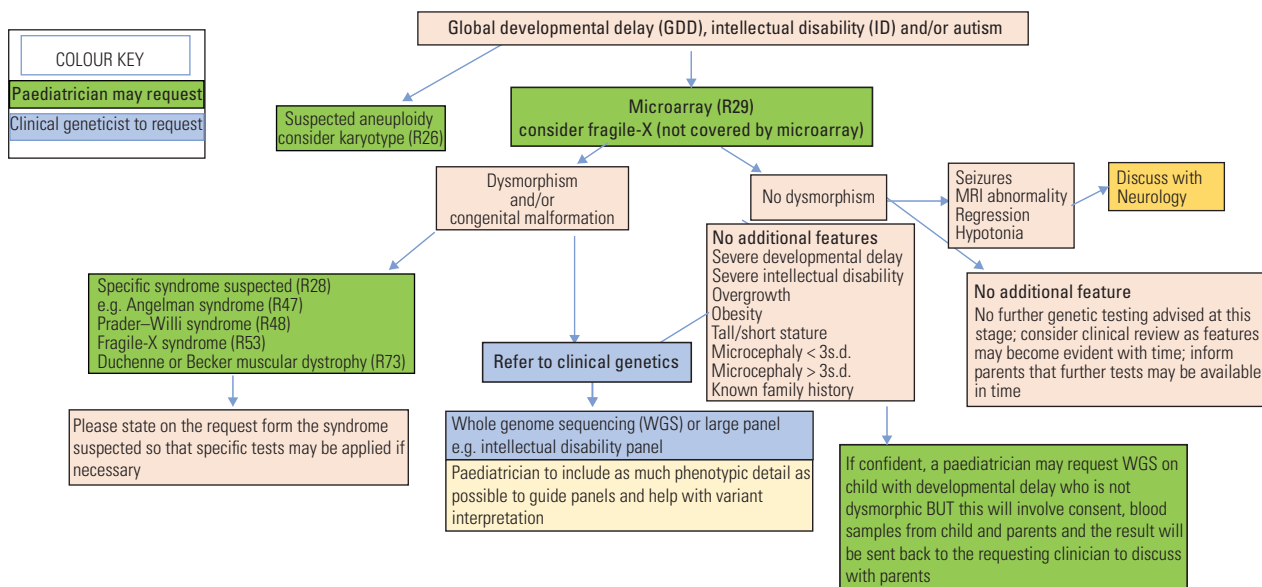 Global developmental delay (GDD), intellectual disability (ID) and/or autism
COLOUR KEY
Paediatrician may request
Clinical geneticist to request
Suspected aneuploidy
consider karyotype (R26)
Microarray (R29)
consider fragile-X (not covered by microarray)
Dysmorphism
and/or
congenital malformation
No dysmorphism
Seizures
MRI abnormality
Regression
Hypotonia
Discuss with
Neurology
Specific syndrome suspected (R28)
e.g. Angelman syndrome (R47)
Prader–Willi syndrome (R48)
Fragile-X syndrome (R53)
Duchenne or Becker muscular dystrophy (R73)
No additional features
Severe developmental delay
Severe intellectual disability
Overgrowth
Obesity
Tall/short stature
Microcephaly < 3s.d.
Microcephaly > 3s.d.
Known family history
No additional feature
No further genetic testing advised at this
stage; consider clinical review as features
may become evident with time; inform
parents that further tests may be available
in time
Refer to clinical genetics
Please state on the request form the syndrome
suspected so that specific tests may be applied if
necessary
Whole genome sequencing (WGS) or large panel
e.g. intellectual disability panel
Paediatrician to include as much phenotypic detail as
possible to guide panels and help with variant
interpretation
If confident, a paediatrician may request WGS on
child with developmental delay who is not
dysmorphic BUT this will involve consent, blood
samples from child and parents and the result will
be sent back to the requesting clinician to discuss
with parents